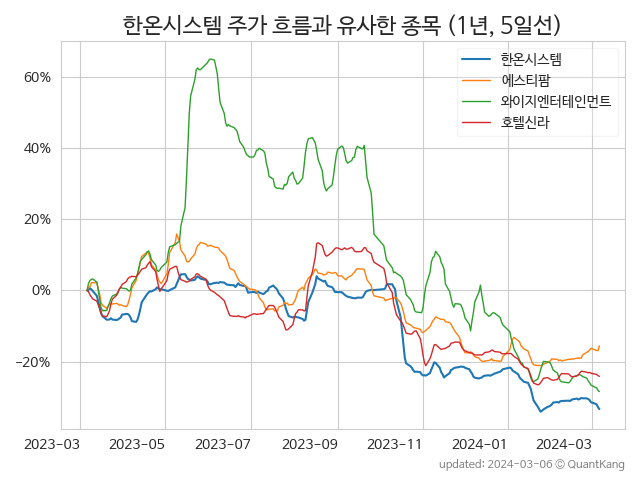 한온시스템 주가 흐름과 유사한 종목 (1년, 5일선)
한온시스템
에스티팜
와이지엔터테인먼트
호텔신라
60%
40%
20%
0%
−20%
2023-03 2023-05 2023-07 2023-09 2023-11 2024-01 2024-03
updated: 2024-03-06 © QuantKang